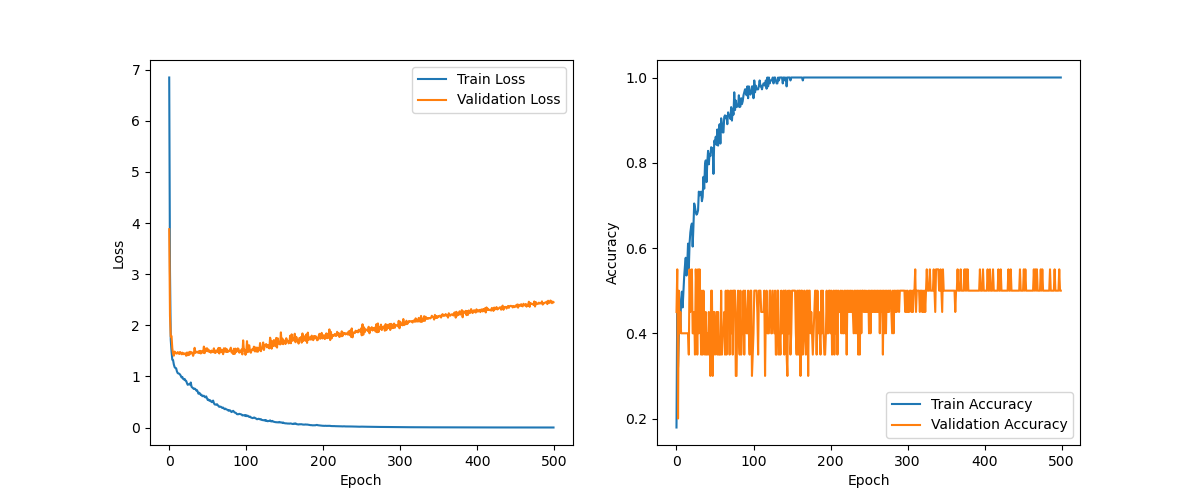 7
6
5
4
3
2
1
0
Loss
0 100 200 300 400 500
Epoch
Train Loss
Validation Loss
1.0
0.8
0.6
0.4
0.2
Accuracy
0 100 200 300 400 500
Epoch
Train Accuracy
Validation Accuracy